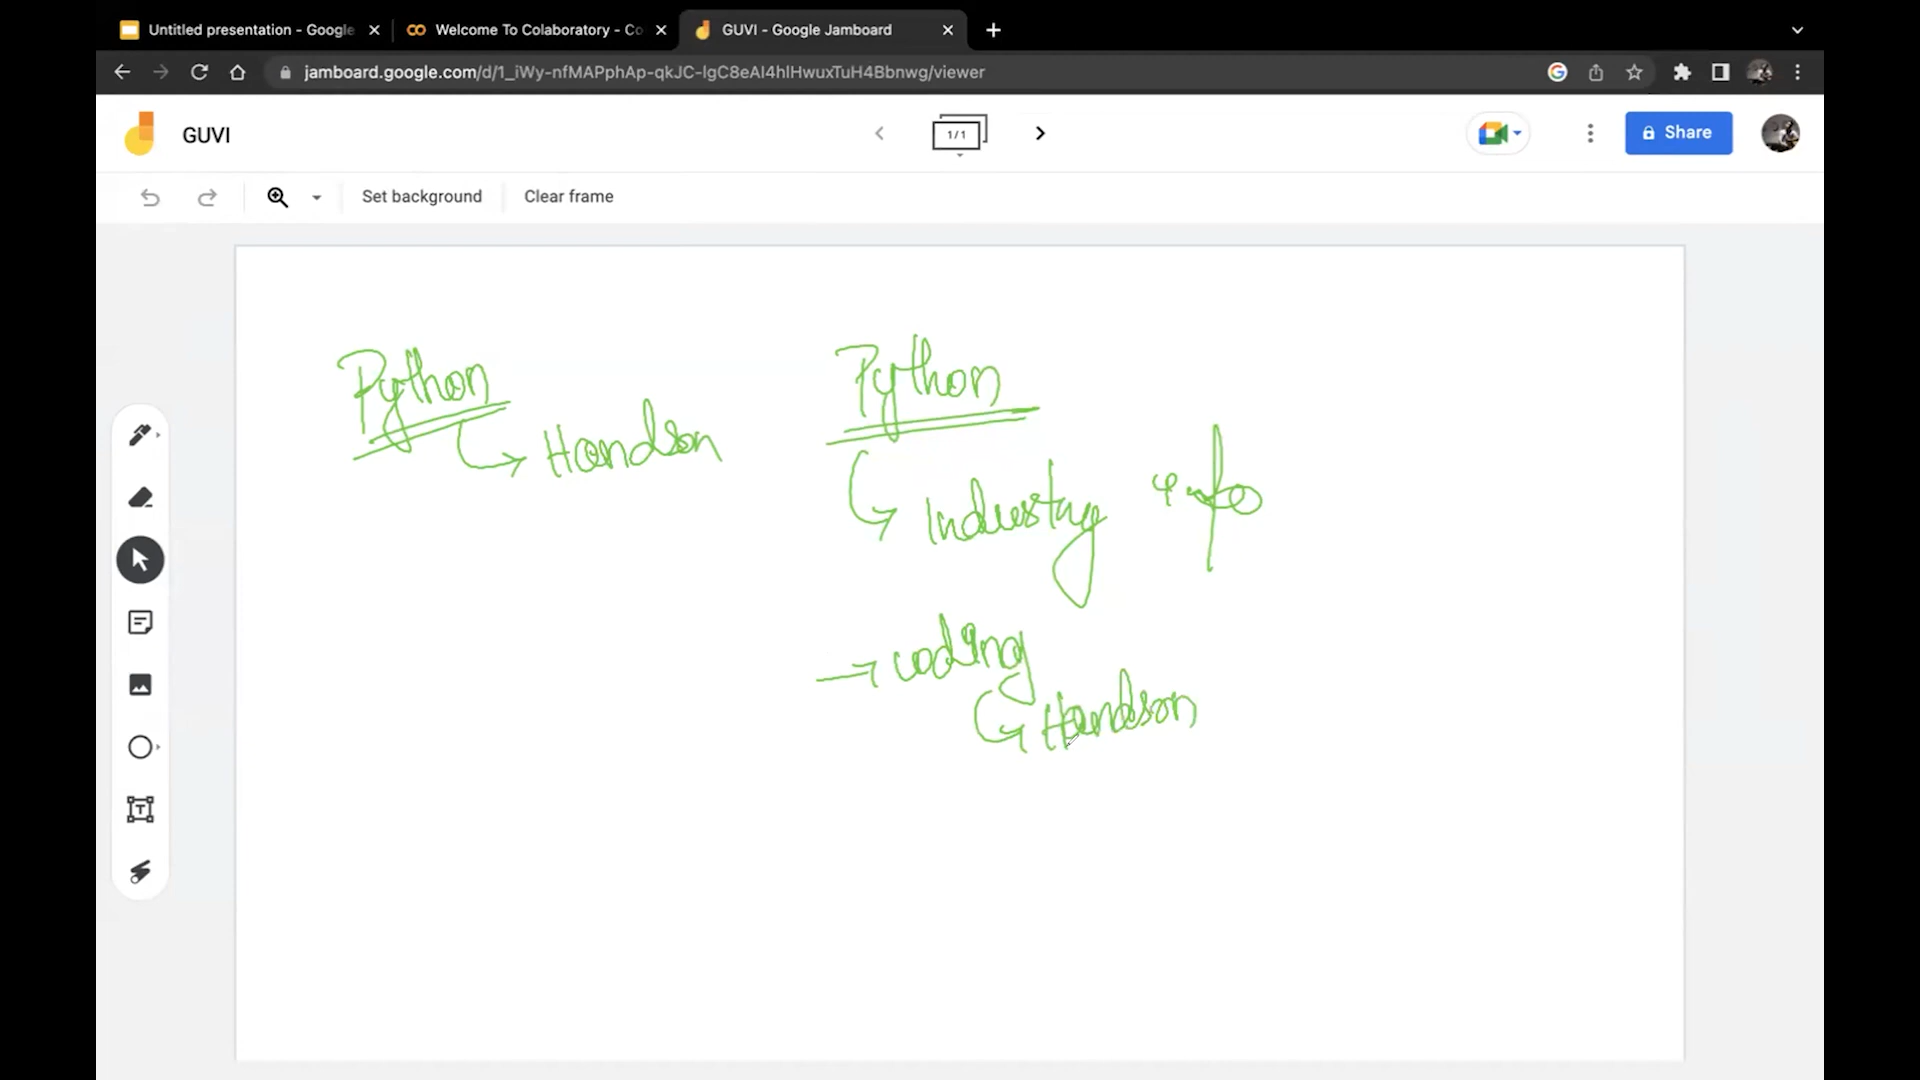 Untitled presentation - Google
Welcome To Colaboratory - Co
GUVI - Google Jamboard
jamboard.google.com/d/1_iWy-nfMAPphAp-qkJC-lgC8eAI4hlHwuxTuH4Bbnwg/viewer
GUVI
1/1
Share
Set background
Clear frame
Python
Handson
Python
Industry info
coding
Handson